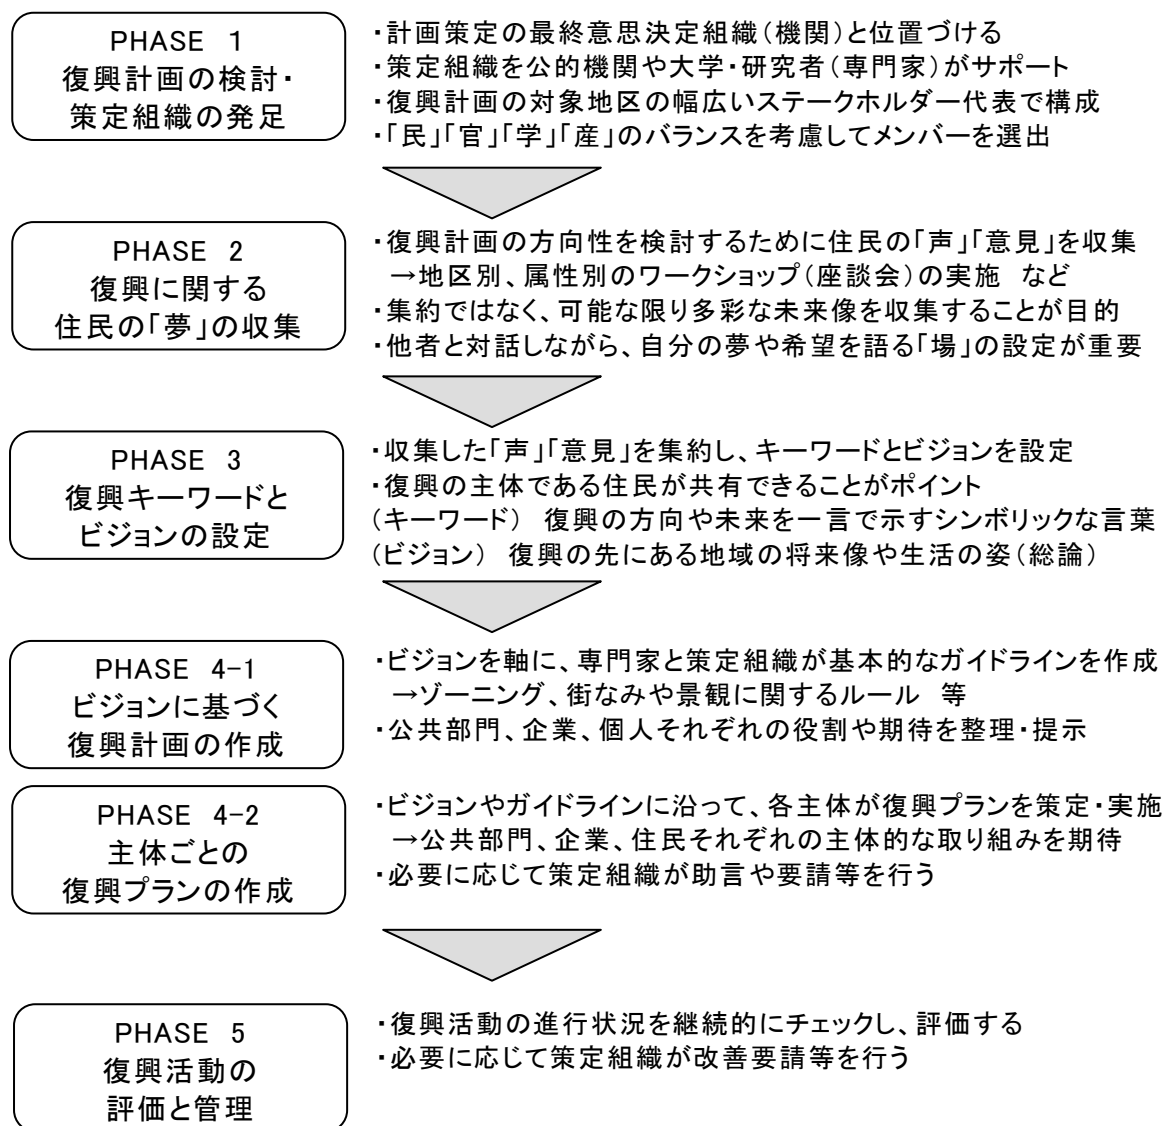 PHASE 1
復興計画の検討・
策定組織の発足
・計画策定の最終意思決定組織（機関）と位置づける
・策定組織を公的機関や大学・研究者（専門家）がサポート
・復興計画の対象地区の幅広いステークホルダー代表で構成
・「民」「官」「学」「産」のバランスを考慮してメンバーを選出
PHASE 2
復興に関する
住民の「夢」の収集
・復興計画の方向性を検討するために住民の「声」「意見」を収集
→地区別、属性別のワークショップ（座談会）の実施 など
・集約ではなく、可能な限り多彩な未来像を収集することが目的
・他者と対話しながら、自分の夢や希望を語る「場」の設定が重要
PHASE 3
復興キーワードと
ビジョンの設定
・収集した「声」「意見」を集約し、キーワードとビジョンを設定
・復興の主体である住民が共有できることがポイント
（キーワード） 復興の方向や未来を一言で示すシンボリックな言葉
（ビジョン） 復興の先にある地域の将来像や生活の姿（総論）
PHASE 4-1
ビジョンに基づく
復興計画の作成
・ビジョンを軸に、専門家と策定組織が基本的なガイドラインを作成
→ゾーニング、街なみや景観に関するルール 等
・公共部門、企業、個人それぞれの役割や期待を整理・提示
PHASE 4-2
主体ごとの
復興プランの作成
・ビジョンやガイドラインに沿って、各主体が復興プランを策定・実施
→公共部門、企業、住民それぞれの主体的な取り組みを期待
・必要に応じて策定組織が助言や要請等を行う
PHASE 5
復興活動の
評価と管理
・復興活動の進行状況を継続的にチェックし、評価する
・必要に応じて策定組織が改善要請等を行う